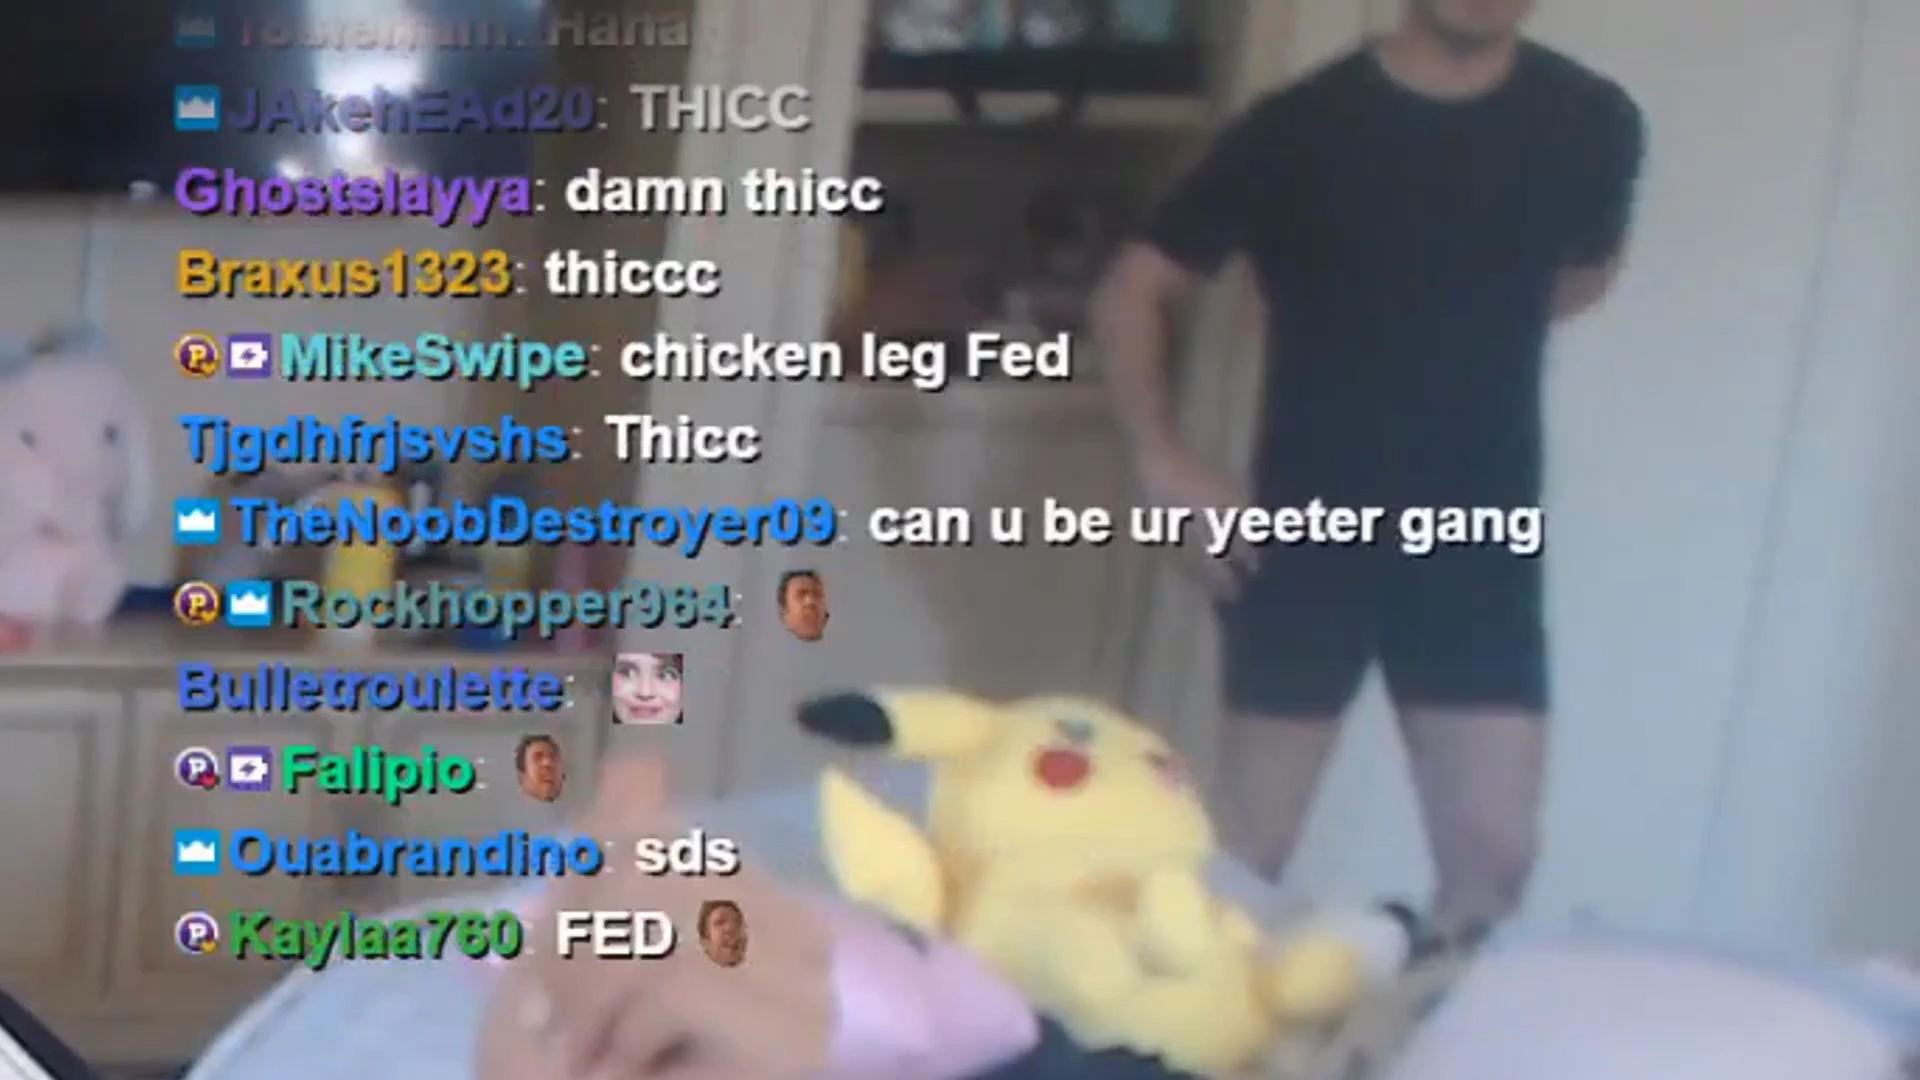 JAkehEAd20: THICC
Ghostslayya: damn thicc
Braxus1323: thiccc
MikeSwipe: chicken leg Fed
Tjgdhfrjsvshs: Thicc
TheNoobDestroyer09: can u be ur yeeter gang
Rockhopper964:
Bulletroulette:
Falipio:
Ouabrandino: sds
Kaylaa760: FED